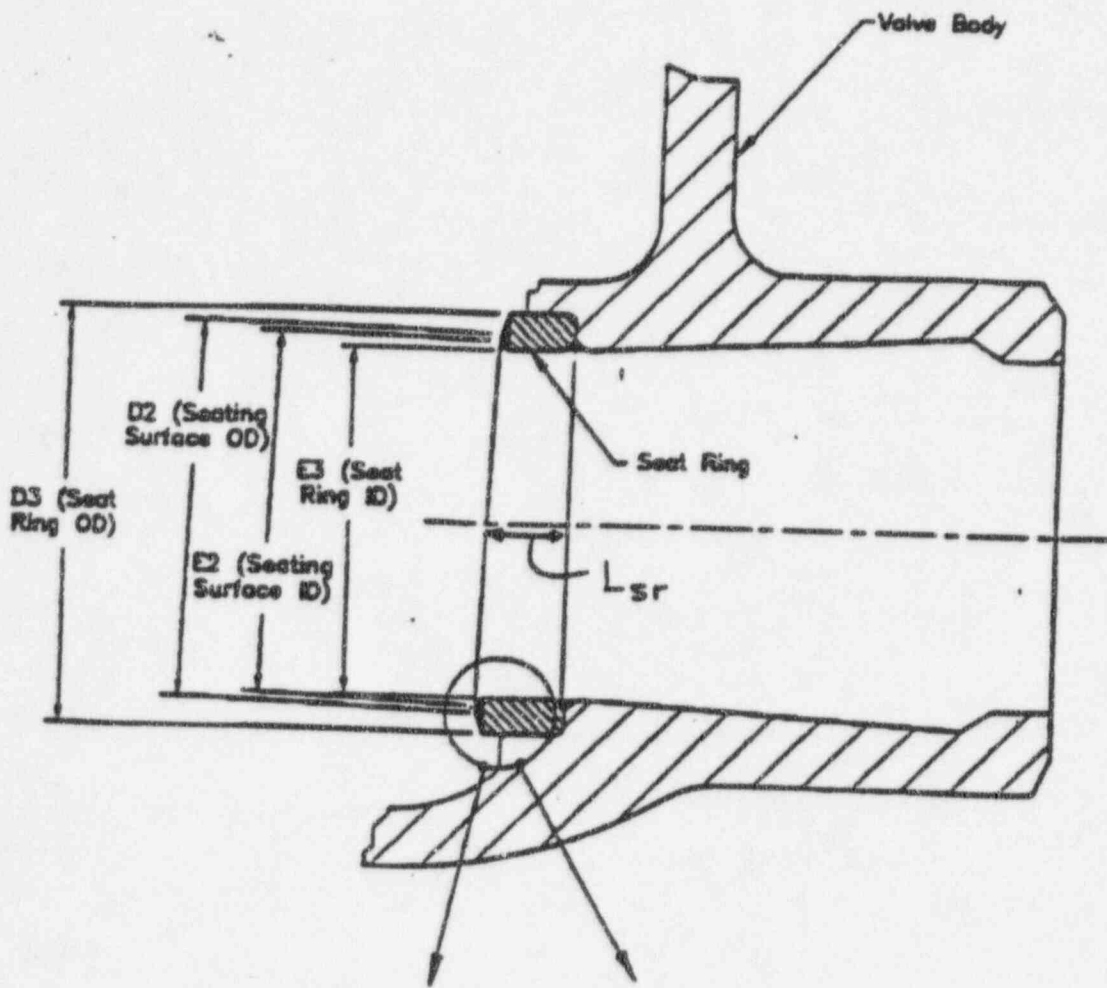 Valve Body
D2 (Seating
Surface OD)
E3 (Seat
Ring ID)
Seat Ring
D3 (Seat
Ring OD)
E2 (Seating
Surface ID)
Lsr